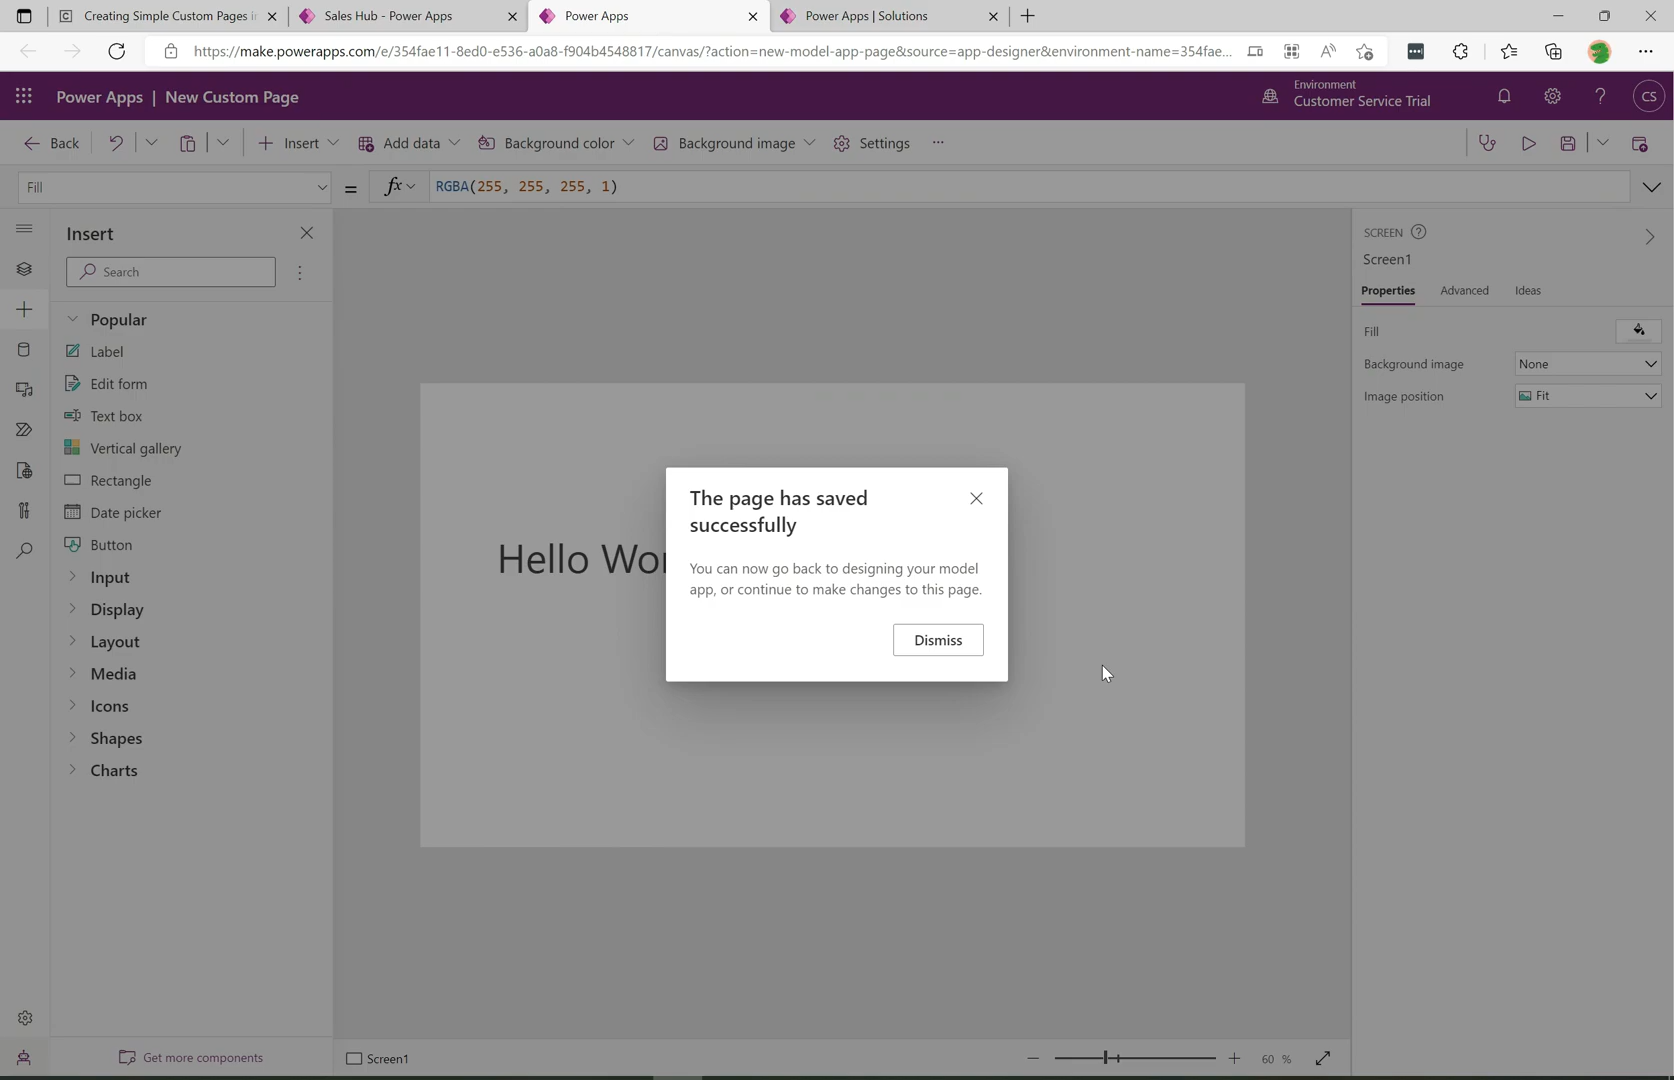 Creating Simple Custom Pages i
Sales Hub - Power Apps
Power Apps
Power Apps | Solutions
https://make.powerapps.com/e/354fae11-8ed0-e536-a0a8-f904b4548817/canvas/?action=new-model-app-page&source=app-designer&environment-name=354fae...
Power Apps | New Custom Page
Environment
Customer Service Trial
CS
Back
Insert
Add data
Background color
Background image
Settings
Fill
=
fx
RGBA(255, 255, 255, 1)
Insert
Search
Popular
Label
Edit form
Text box
Vertical gallery
Rectangle
Date picker
Button
Input
Display
Layout
Media
Icons
Shapes
Charts
Get more components
Hello Wor
The page has saved
successfully
You can now go back to designing your model
app, or continue to make changes to this page.
Dismiss
SCREEN
Screen1
Properties
Advanced
Ideas
Fill
Background image
None
Image position
Fit
Screen1
60 %